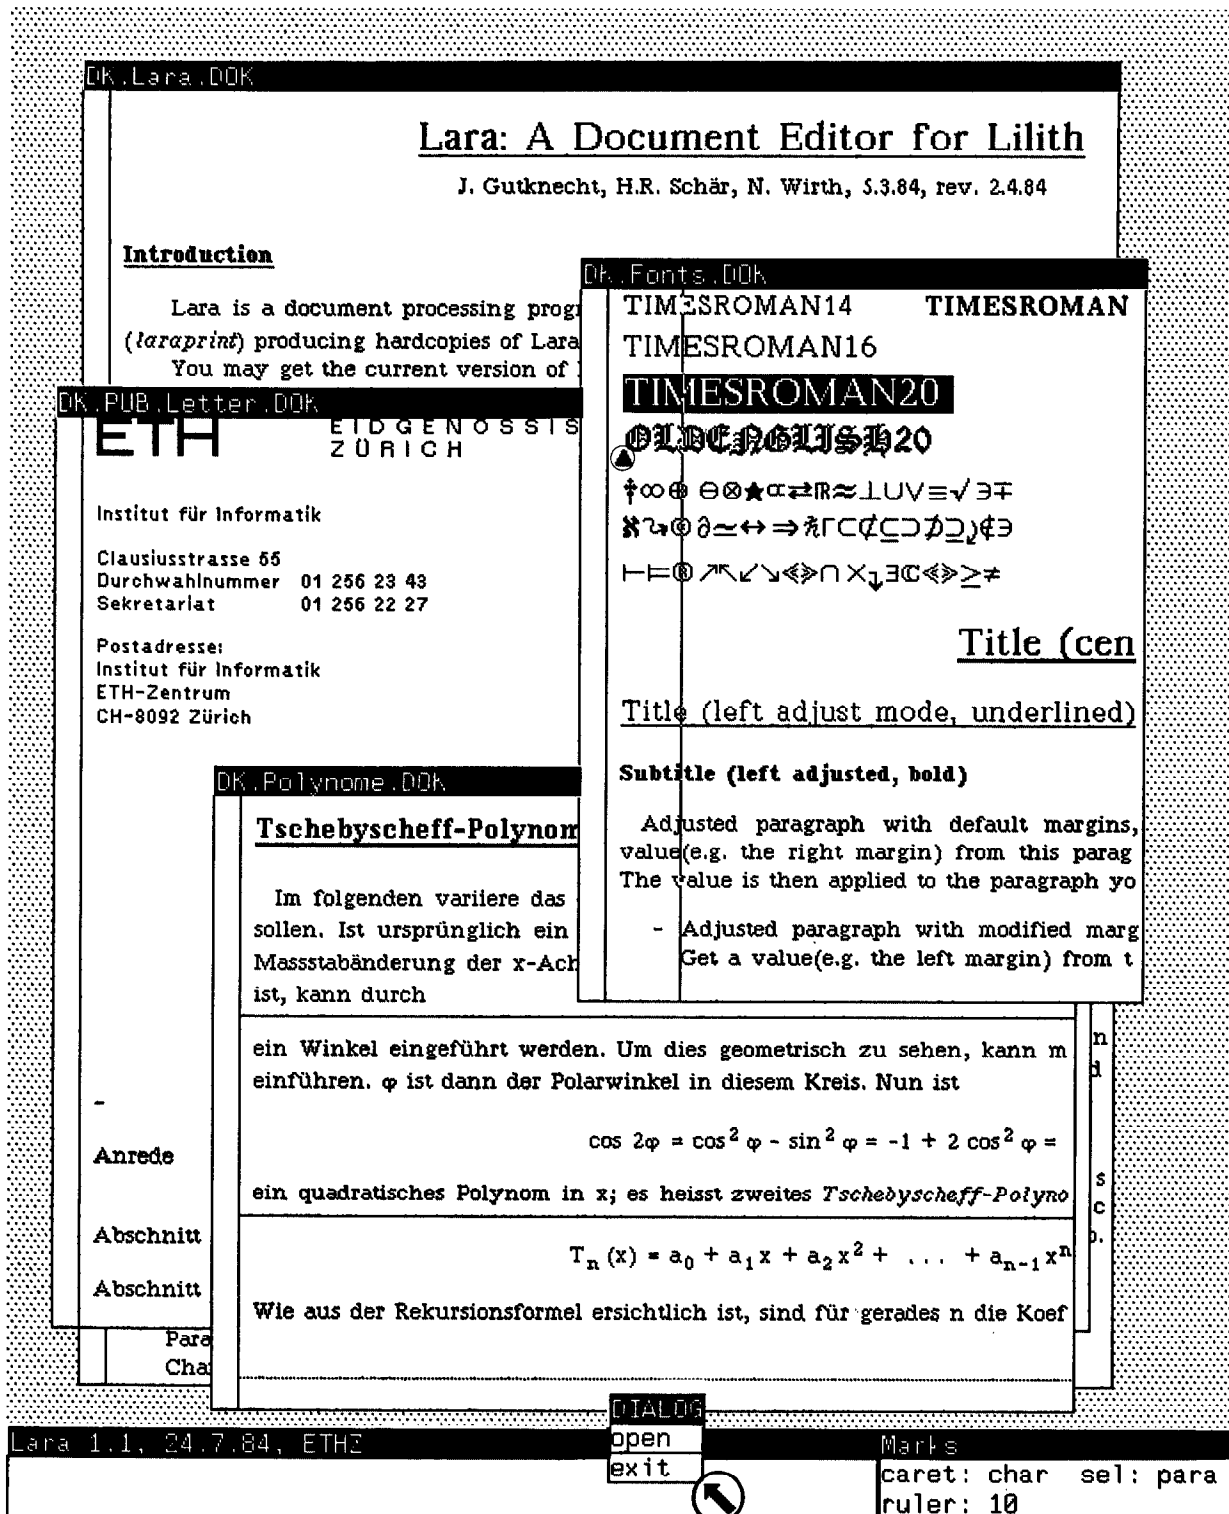 DK.Lara.DOK
Lara: A Document Editor for Lilith
J. Gutknecht, H.R. Schär, N. Wirth, 5.3.84, rev. 2.4.84
Introduction
Lara is a document processing
(laraprint) producing hardcopies of Lara
You may get the current version of
DK.Fonts.DOK
TIMESROMAN14 TIMESROMAN
TIMESROMAN16
TIMESROMAN20
OLDENGLISH20
Title (cen
Title (left adjust mode, underlined)
Subtitle (left adjusted, bold)
Adjusted paragraph with default margins,
value(e.g. the right margin) from this parag
The value is then applied to the paragraph yo
- Adjusted paragraph with modified marg
Get a value(e.g. the left margin) from t
DK.PUB.Letter.DOK
ETH EIDGENOSSIS
ZÜRICH
Institut für Informatik
Clausiusstrasse 55
Durchwahlnummer 01 256 23 43
Sekretariat 01 256 22 27
Postadresse:
Institut für Informatik
ETH-Zentrum
CH-8092 Zürich
-
Anrede
Abschnitt
Abschnitt
DK.Polynome.DOK
Tschebyscheff-Polynom
Im folgenden variiere das
sollen. Ist ursprünglich ein
Massstabänderung der x-Ach
ist, kann durch
ein Winkel eingeführt werden. Um dies geometrisch zu sehen, kann m
einführen. φ ist dann der Polarwinkel in diesem Kreis. Nun ist
cos 2φ = cos² φ - sin² φ = -1 + 2 cos² φ =
ein quadratisches Polynom in x; es heisst zweites Tschebyscheff-Polyno
Tₙ (x) = a₀ + a₁ x + a₂ x² + ... + aₙ₋₁ xⁿ
Wie aus der Rekursionsformel ersichtlich ist, sind für gerades n die Koef
Para
Cha
DIALOG
open
exit
Lara 1.1, 24.7.84, ETHZ
Marks
caret: char sel: para
ruler: 10